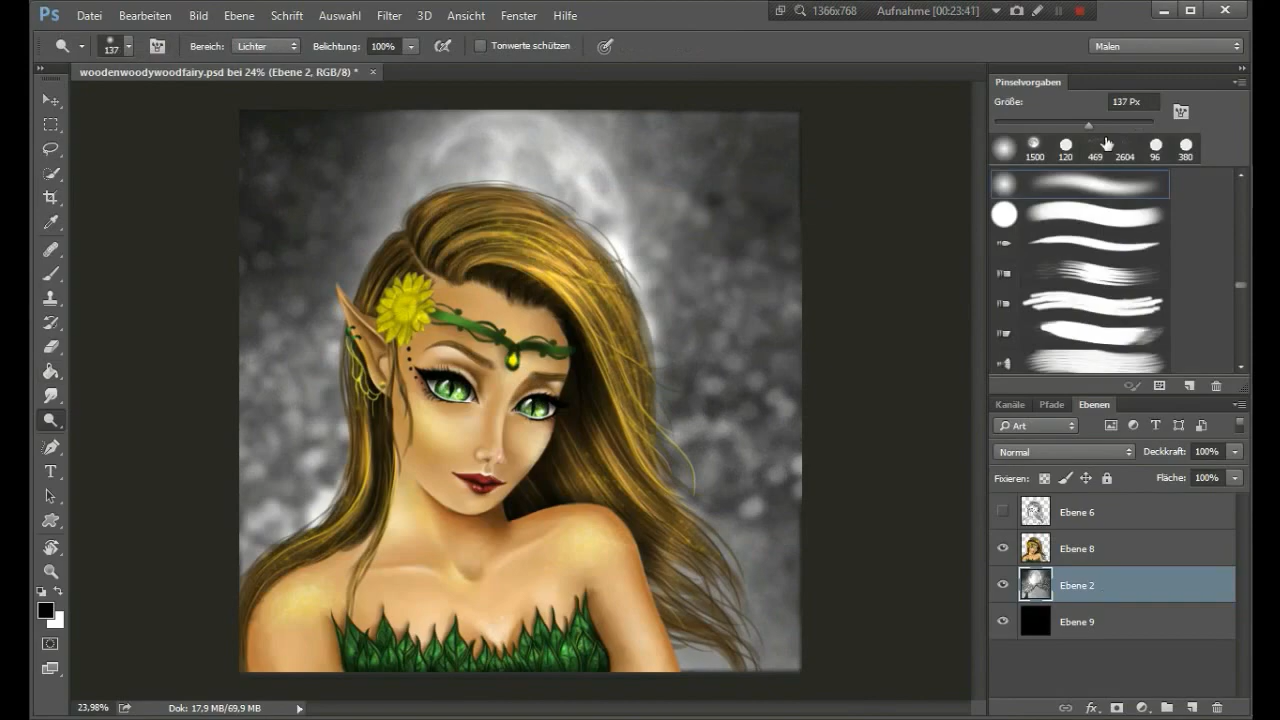 Ps Datei Bearbeiten Bild Ebene Schrift Auswahl Filter 3D Ansicht Fenster Hilfe
1366x768 Aufnahme [00:23:41]
137 Bereich: Lichter Belichtung: 100% Tonwerte schützen Malen
woodenwoodywoodfairy.psd bei 24% (Ebene 2, RGB/8) * ×
Pinselvorgaben
Größe: 137 Px
1500 120 469 2604 96 380
Kanäle Pfade Ebenen
Art
Normal Deckkraft: 100%
Fixieren: Fläche: 100%
Ebene 6
Ebene 8
Ebene 2
Ebene 9
23,98% Dok: 17,9 MB/69,9 MB